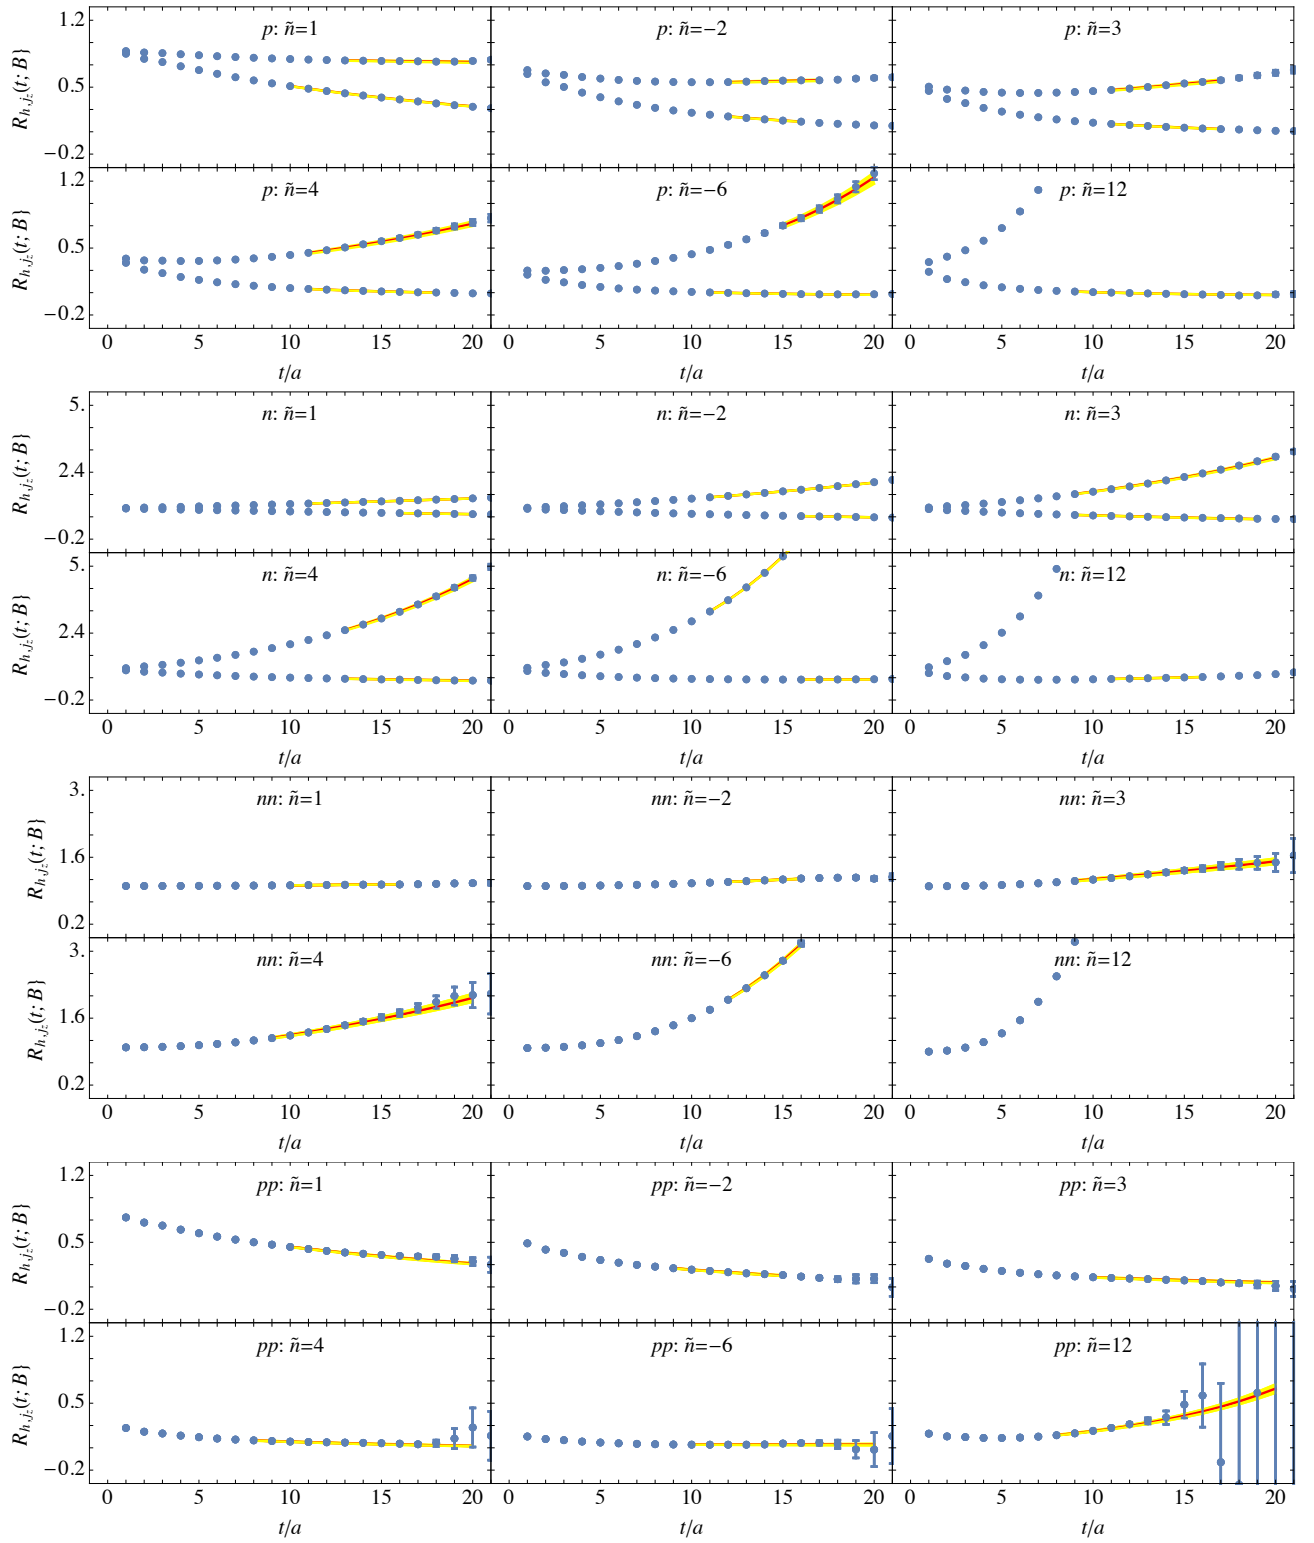 p: ñ=1 p: ñ=−2 p: ñ=3
1.2
0.5
−0.2
R_{h,j_z}(t; B}
p: ñ=4 p: ñ=−6 p: ñ=12
1.2
0.5
−0.2
R_{h,j_z}(t; B}
0 5 10 15 20 0 5 10 15 20 0 5 10 15 20
t/a t/a t/a
n: ñ=1 n: ñ=−2 n: ñ=3
5.
2.4
−0.2
R_{h,j_z}(t; B}
n: ñ=4 n: ñ=−6 n: ñ=12
5.
2.4
−0.2
R_{h,j_z}(t; B}
0 5 10 15 20 0 5 10 15 20 0 5 10 15 20
t/a t/a t/a
nn: ñ=1 nn: ñ=−2 nn: ñ=3
3.
1.6
0.2
R_{h,j_z}(t; B}
nn: ñ=4 nn: ñ=−6 nn: ñ=12
3.
1.6
0.2
R_{h,j_z}(t; B}
0 5 10 15 20 0 5 10 15 20 0 5 10 15 20
t/a t/a t/a
pp: ñ=1 pp: ñ=−2 pp: ñ=3
1.2
0.5
−0.2
R_{h,j_z}(t; B}
pp: ñ=4 pp: ñ=−6 pp: ñ=12
1.2
0.5
−0.2
R_{h,j_z}(t; B}
0 5 10 15 20 0 5 10 15 20 0 5 10 15 20
t/a t/a t/a